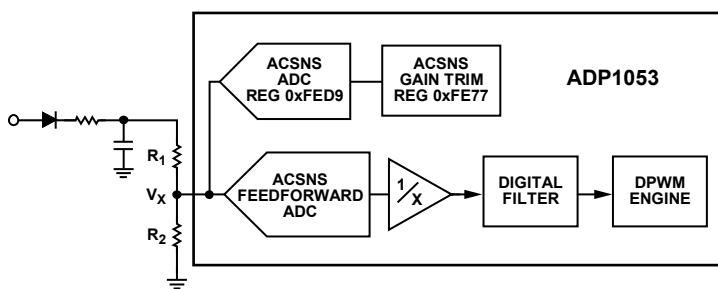 ACSNS
ADC
REG 0xFED9
ACSNS
GAIN TRIM
REG 0xFE77
ADP1053
R1
VX
R2
ACSNS
FEEDFORWARD
ADC
1/X
DIGITAL
FILTER
DPWM
ENGINE